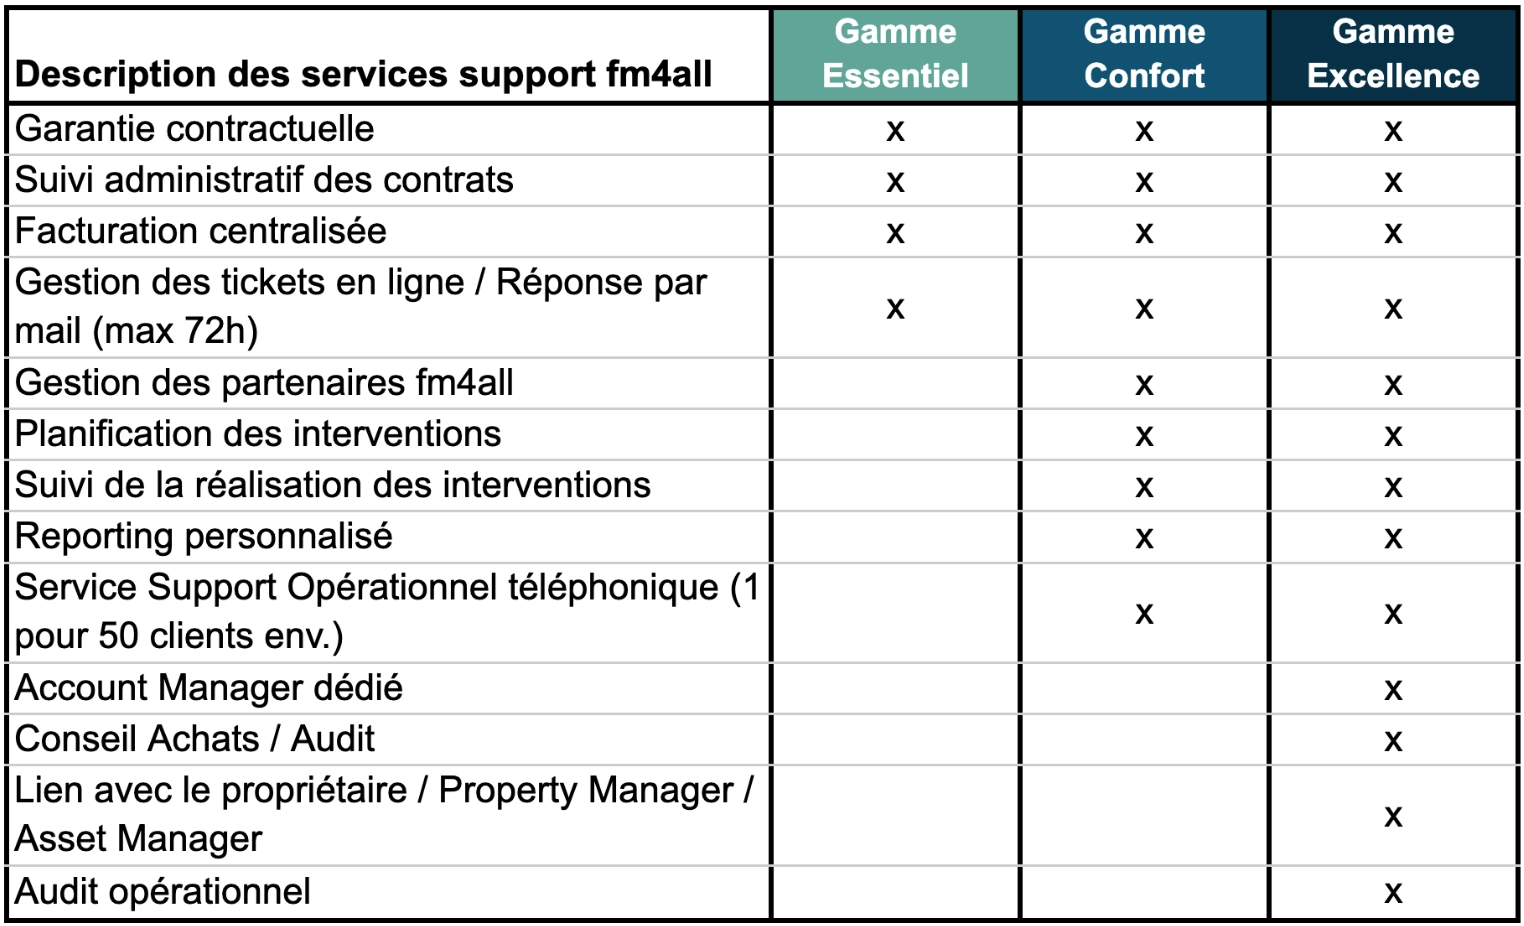 Description des services support fm4all
Gamme Essentiel
Gamme Confort
Gamme Excellence
Garantie contractuelle x x x
Suivi administratif des contrats x x x
Facturation centralisée x x x
Gestion des tickets en ligne / Réponse par
mail (max 72h) x x x
Gestion des partenaires fm4all x x
Planification des interventions x x
Suivi de la réalisation des interventions x x
Reporting personnalisé x x
Service Support Opérationnel téléphonique (1
pour 50 clients env.) x x
Account Manager dédié x
Conseil Achats / Audit x
Lien avec le propriétaire / Property Manager /
Asset Manager x
Audit opérationnel x